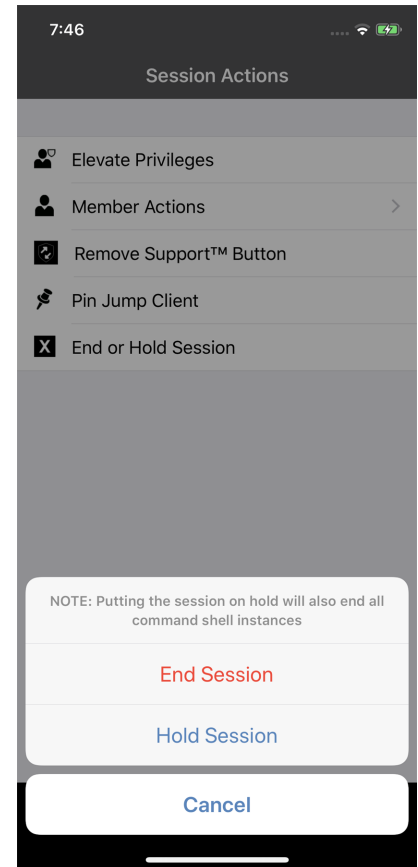 7:46
Session Actions
Elevate Privileges
Member Actions
Remove Support™ Button
Pin Jump Client
X End or Hold Session
NOTE: Putting the session on hold will also end all
command shell instances
End Session
Hold Session
Cancel